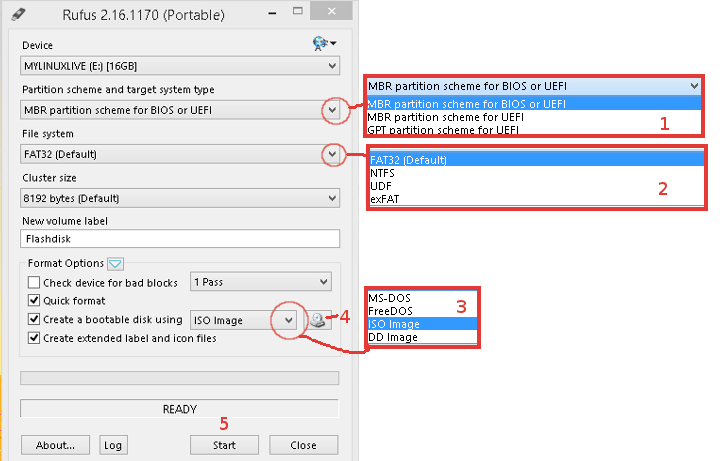 Rufus 2.16.1170 (Portable)
Device
MYLINUXLIVE (E:) [16GB]
Partition scheme and target system type
MBR partition scheme for BIOS or UEFI
File system
FAT32 (Default)
Cluster size
8192 bytes (Default)
New volume label
Flashdisk
Format Options
Check device for bad blocks
1 Pass
Quick format
Create a bootable disk using
ISO Image
4
Create extended label and icon files
READY
5
About...
Log
Start
Close
MBR partition scheme for BIOS or UEFI
MBR partition scheme for BIOS or UEFI
MBR partition scheme for UEFI
GPT partition scheme for UEFI
1
FAT32 (Default)
NTFS
UDF
exFAT
2
MS-DOS
FreeDOS
ISO Image
DD Image
3